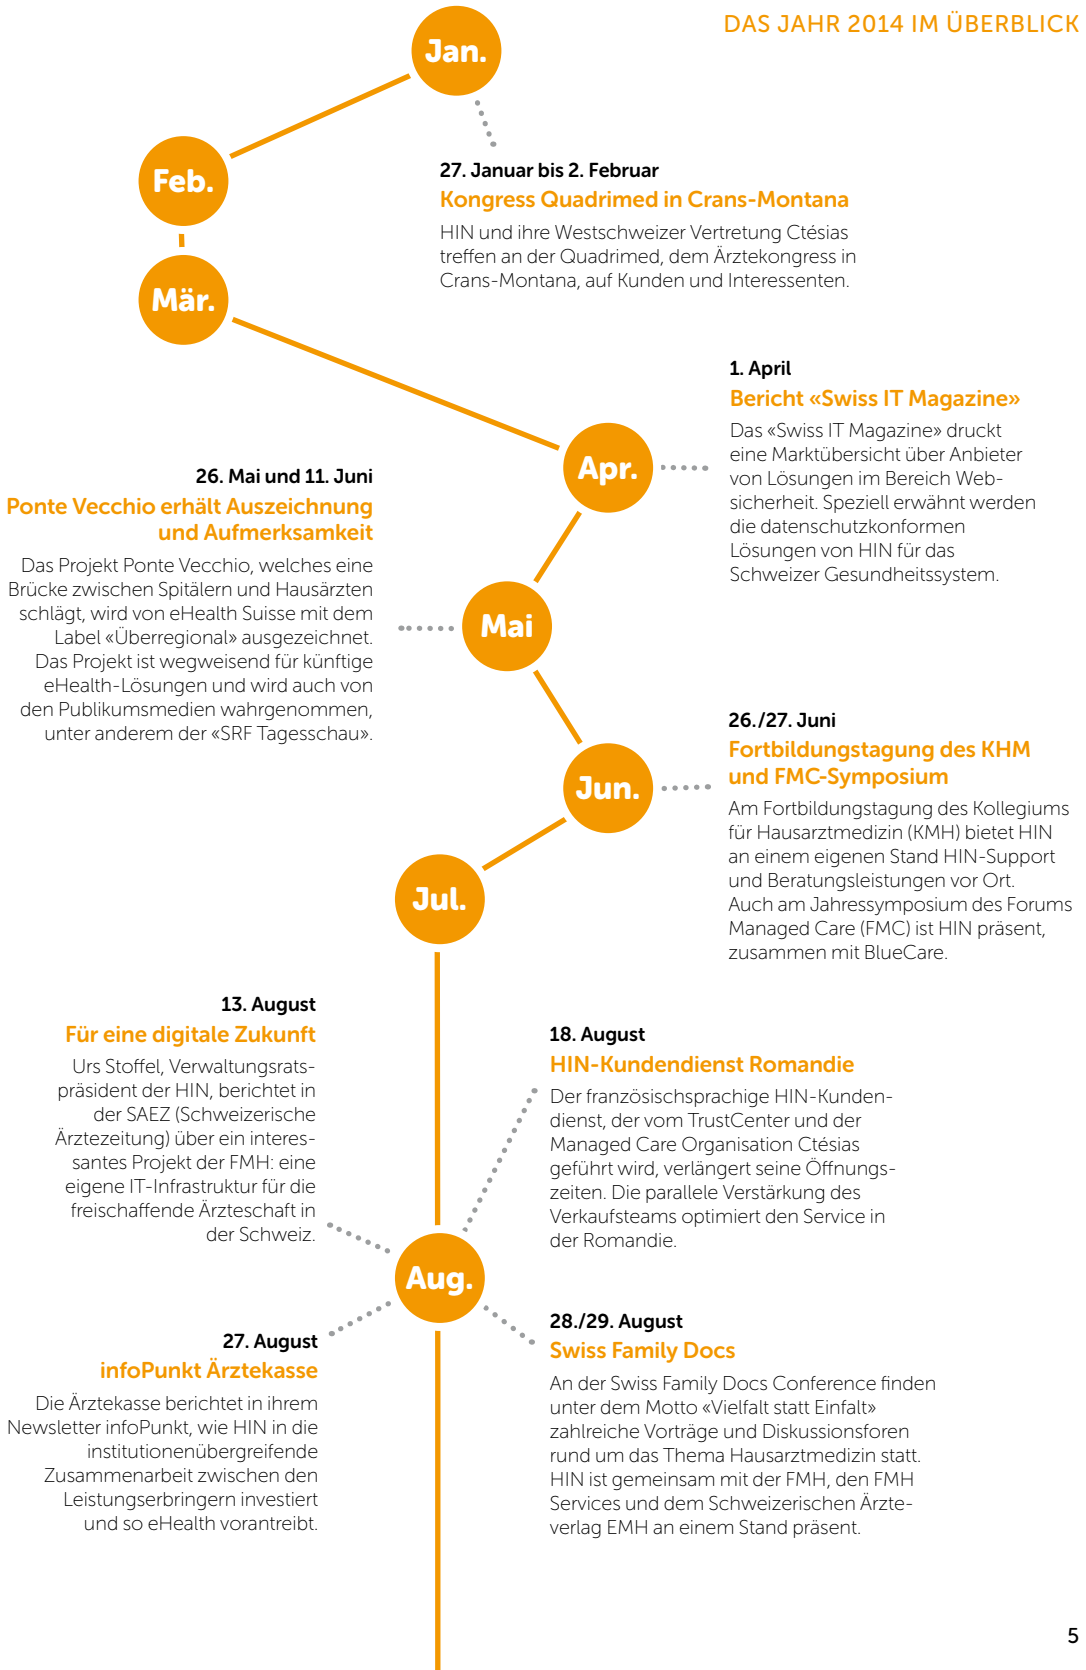 DAS JAHR 2014 IM ÜBERBLICK
Jan.
27. Januar bis 2. Februar
Kongress Quadrimed in Crans-Montana
HIN und ihre Westschweizer Vertretung Ctésias
treffen an der Quadrimed, dem Ärztekongress in
Crans-Montana, auf Kunden und Interessenten.
Feb.
Mär.
Apr.
1. April
Bericht «Swiss IT Magazine»
Das «Swiss IT Magazine» druckt
eine Marktübersicht über Anbieter
von Lösungen im Bereich Web-
sicherheit. Speziell erwähnt werden
die datenschutzkonformen
Lösungen von HIN für das
Schweizer Gesundheitssystem.
26. Mai und 11. Juni
Ponte Vecchio erhält Auszeichnung
und Aufmerksamkeit
Das Projekt Ponte Vecchio, welches eine
Brücke zwischen Spitälern und Hausärzten
schlägt, wird von eHealth Suisse mit dem
Label «Überregional» ausgezeichnet.
Das Projekt ist wegweisend für künftige
eHealth-Lösungen und wird auch von
den Publikumsmedien wahrgenommen,
unter anderem der «SRF Tagesschau».
Mai
Jun.
26./27. Juni
Fortbildungstagung des KHM
und FMC-Symposium
Am Fortbildungstagung des Kollegiums
für Hausarztmedizin (KMH) bietet HIN
an einem eigenen Stand HIN-Support
und Beratungsleistungen vor Ort.
Auch am Jahressymposium des Forums
Managed Care (FMC) ist HIN präsent,
zusammen mit BlueCare.
Jul.
13. August
Für eine digitale Zukunft
Urs Stoffel, Verwaltungsrats-
präsident der HIN, berichtet in
der SAEZ (Schweizerische
Ärztezeitung) über ein interes-
santes Projekt der FMH: eine
eigene IT-Infrastruktur für die
freischaffende Ärzteschaft in
der Schweiz.
18. August
HIN-Kundendienst Romandie
Der französischsprachige HIN-Kunden-
dienst, der vom TrustCenter und der
Managed Care Organisation Ctésias
geführt wird, verlängert seine Öffnungs-
zeiten. Die parallele Verstärkung des
Verkaufsteams optimiert den Service in
der Romandie.
Aug.
27. August
infoPunkt Ärztekasse
Die Ärztekasse berichtet in ihrem
Newsletter infoPunkt, wie HIN in die
institutionenübergreifende
Zusammenarbeit zwischen den
Leistungserbringern investiert
und so eHealth vorantreibt.
28./29. August
Swiss Family Docs
An der Swiss Family Docs Conference finden
unter dem Motto «Vielfalt statt Einfalt»
zahlreiche Vorträge und Diskussionsforen
rund um das Thema Hausarztmedizin statt.
HIN ist gemeinsam mit der FMH, den FMH
Services und dem Schweizerischen Ärzte-
verlag EMH an einem Stand präsent.
5